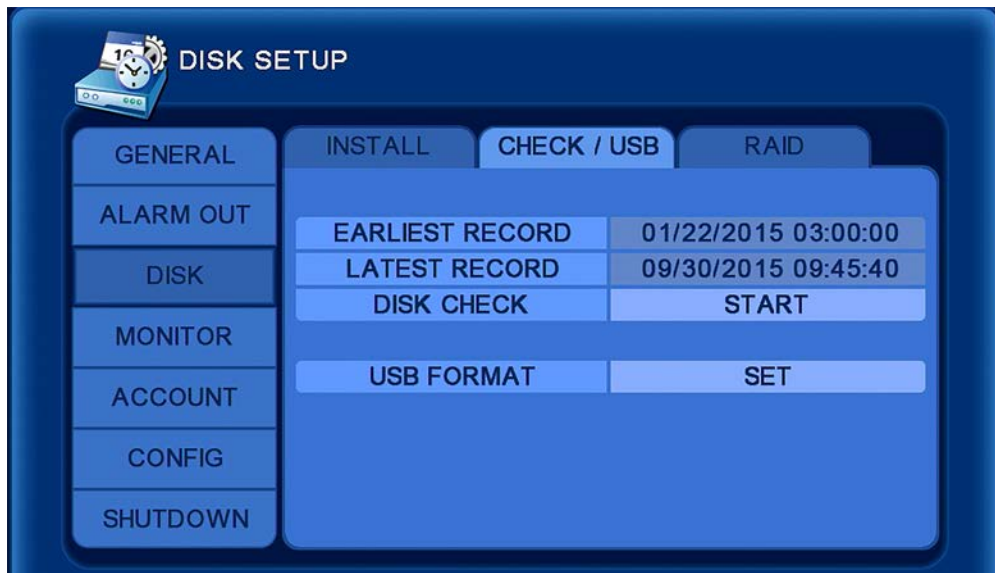 16
DISK SETUP
GENERAL
ALARM OUT
DISK
MONITOR
ACCOUNT
CONFIG
SHUTDOWN
INSTALL CHECK / USB RAID
EARLIEST RECORD 01/22/2015 03:00:00
LATEST RECORD 09/30/2015 09:45:40
DISK CHECK START
USB FORMAT SET